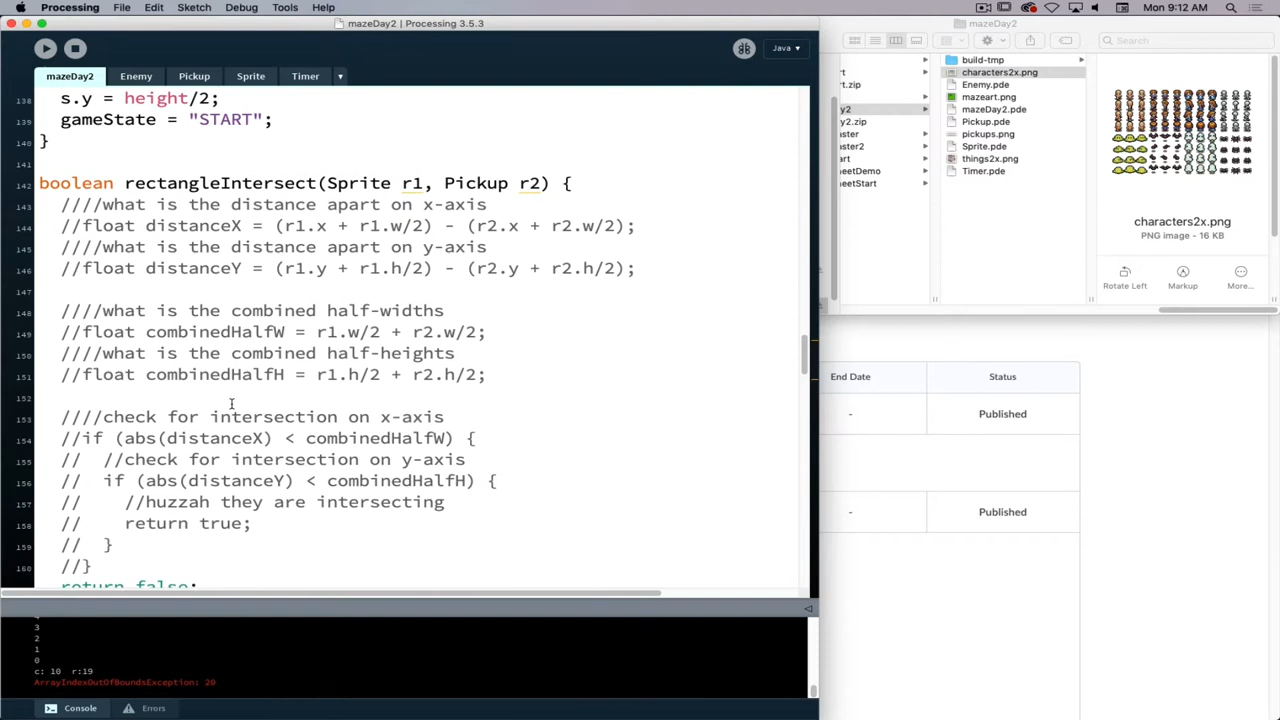 Processing File Edit Sketch Debug Tools Help
Mon 9:12 AM
mazeDay2 | Processing 3.5.3
mazeDay2
Java ▾
Search
mazeDay2 Enemy Pickup Sprite Timer ▾
138 s.y = height/2;
139 gameState = "START";
140 }
141
142 boolean rectangleIntersect(Sprite r1, Pickup r2) {
143 ////what is the distance apart on x-axis
144 //float distanceX = (r1.x + r1.w/2) - (r2.x + r2.w/2);
145 ////what is the distance apart on y-axis
146 //float distanceY = (r1.y + r1.h/2) - (r2.y + r2.h/2);
147
148 ////what is the combined half-widths
149 //float combinedHalfW = r1.w/2 + r2.w/2;
150 ////what is the combined half-heights
151 //float combinedHalfH = r1.h/2 + r2.h/2;
152
153 ////check for intersection on x-axis
154 //if (abs(distanceX) < combinedHalfW) {
155 // //check for intersection on y-axis
156 // if (abs(distanceY) < combinedHalfH) {
157 // //huzzah they are intersecting
158 // return true;
159 // }
160 //}
return false;
3
2
1
0
c: 10 r:19
ArrayIndexOutOfBoundsException: 20
Console Errors
rt
rt.zip
y2
y2.zip
aster
aster2
art
eetDemo
eetStart
build-tmp
characters2x.png
Enemy.pde
mazeart.png
mazeDay2.pde
Pickup.pde
pickups.png
Sprite.pde
things2x.png
Timer.pde
characters2x.png
PNG image - 16 KB
Rotate Left Markup More...
End Date Status
- Published
- Published